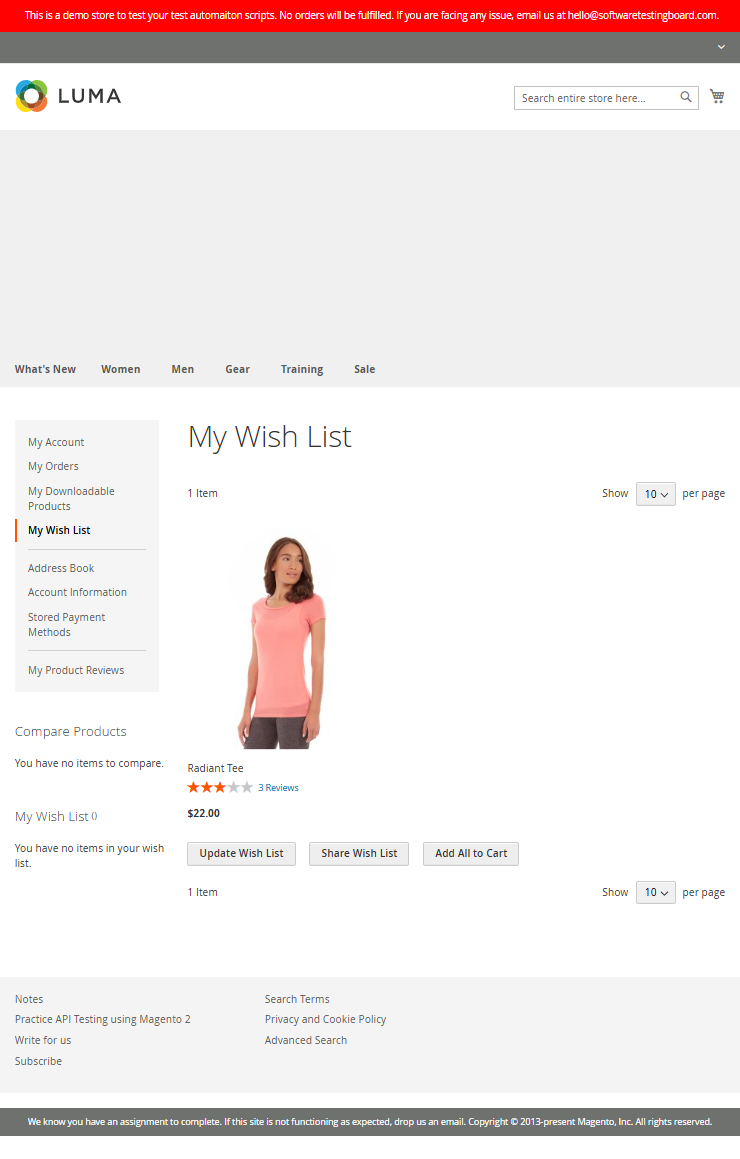 This is a demo store to test your test automaiton scripts. No orders will be fulfilled. If you are facing any issue, email us at hello@softwaretestingboard.com.
LUMA
Search entire store here...
What's New Women Men Gear Training Sale
My Account
My Orders
My Downloadable
Products
My Wish List
Address Book
Account Information
Stored Payment
Methods
My Product Reviews
Compare Products
You have no items to compare.
My Wish List ()
You have no items in your wish
list.
My Wish List
1 Item
Show 10 per page
Radiant Tee
3 Reviews
$22.00
Update Wish List Share Wish List Add All to Cart
1 Item
Show 10 per page
Notes
Practice API Testing using Magento 2
Write for us
Subscribe
Search Terms
Privacy and Cookie Policy
Advanced Search
We know you have an assignment to complete. If this site is not functioning as expected, drop us an email. Copyright © 2013-present Magento, Inc. All rights reserved.